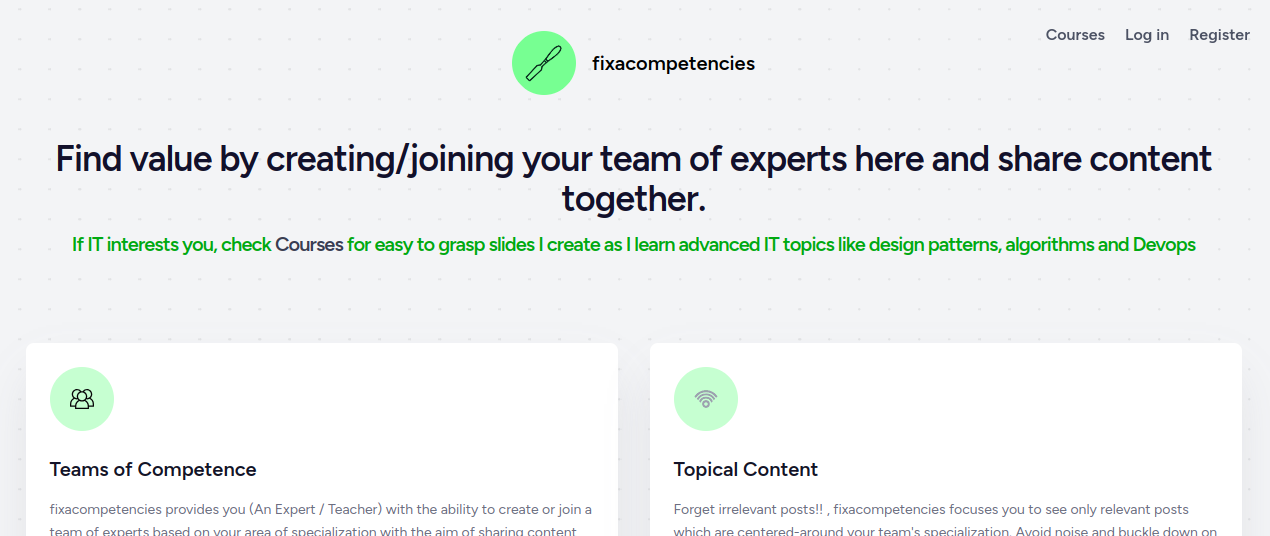 Courses Log in Register
fixacompetencies
Find value by creating/joining your team of experts here and share content
together.
If IT interests you, check Courses for easy to grasp slides I create as I learn advanced IT topics like design patterns, algorithms and Devops
Teams of Competence
fixacompetencies provides you (An Expert / Teacher) with the ability to create or join a
team of experts based on your area of specialization with the aim of sharing content
Topical Content
Forget irrelevant posts!! , fixacompetencies focuses you to see only relevant posts
which are centered-around your team's specialization. Avoid noise and buckle down on